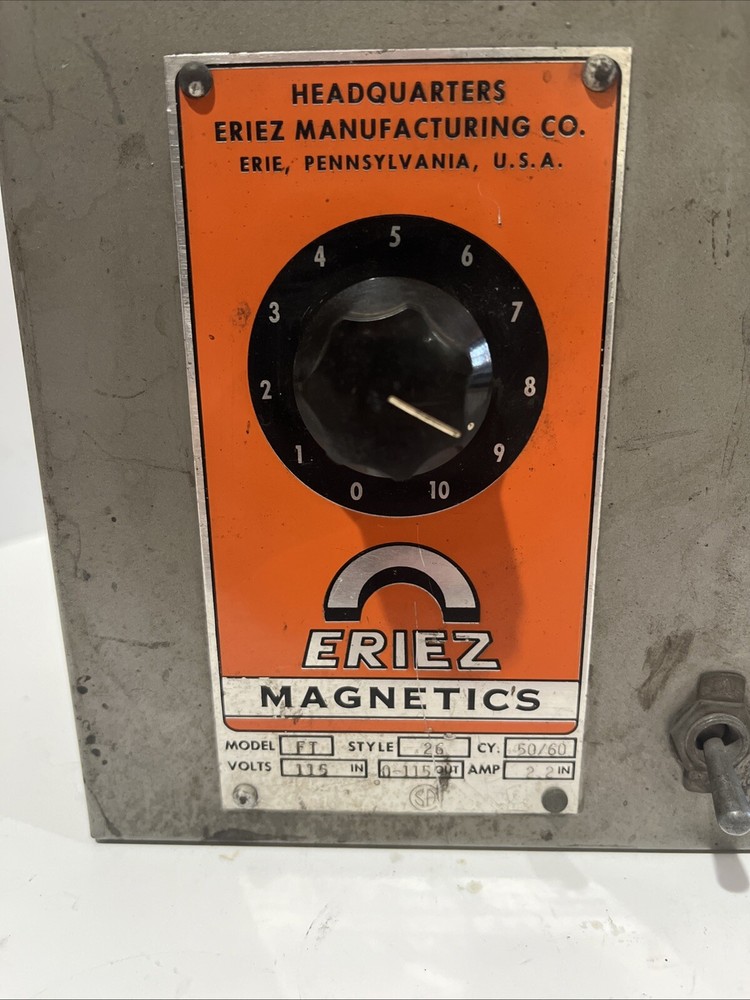 HEADQUARTERS
ERIEZ MANUFACTURING CO.
ERIE, PENNSYLVANIA, U.S.A.
0 1 2 3 4 5 6 7 8 9 10
ERIEZ
MAGNETICS
MODEL FT STYLE 26 CY. 50/60
VOLTS 115 IN 0-115 OUT AMP 2.2 IN